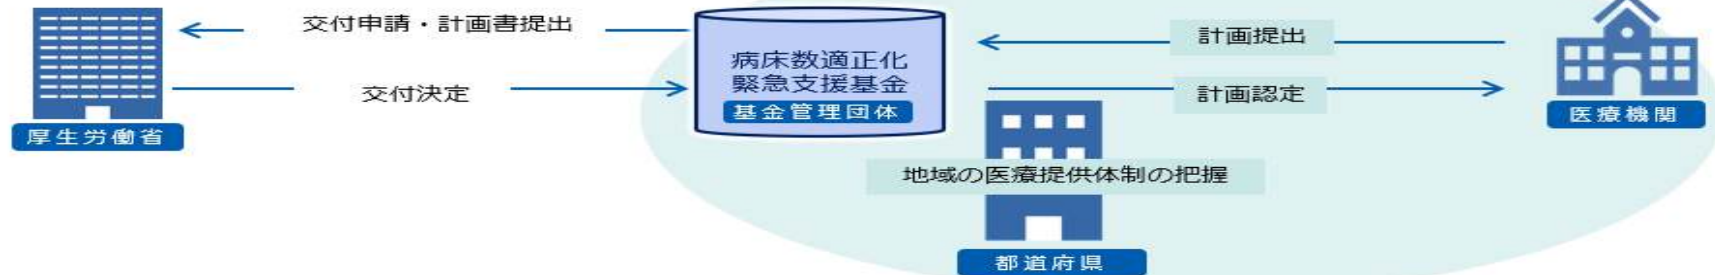 交付申請・計画書提出
交付決定
厚生労働省
病床数適正化
緊急支援基金
基金管理団体
計画提出
計画認定
医療機関
地域の医療提供体制の把握
都道府県